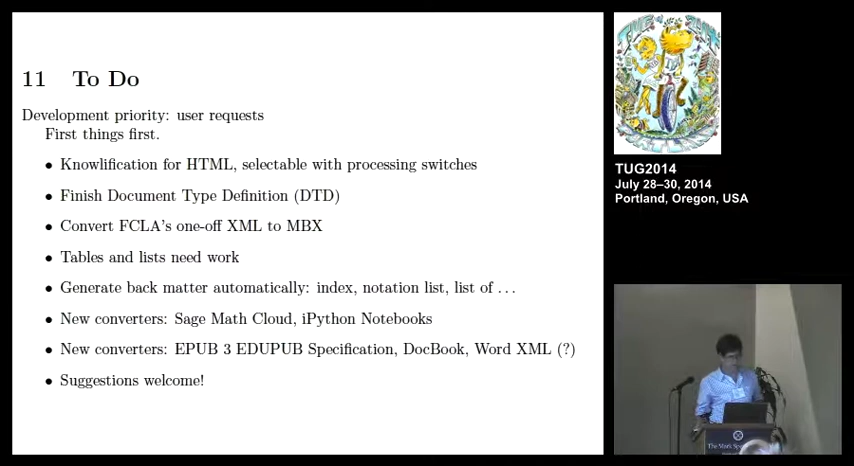 11 To Do
Development priority: user requests
First things first.
• Knowlification for HTML, selectable with processing switches
• Finish Document Type Definition (DTD)
• Convert FCLA's one-off XML to MBX
• Tables and lists need work
• Generate back matter automatically: index, notation list, list of . . .
• New converters: Sage Math Cloud, iPython Notebooks
• New converters: EPUB 3 EDUPUB Specification, DocBook, Word XML (?)
• Suggestions welcome!
TUG2014
July 28–30, 2014
Portland, Oregon, USA
The Mark